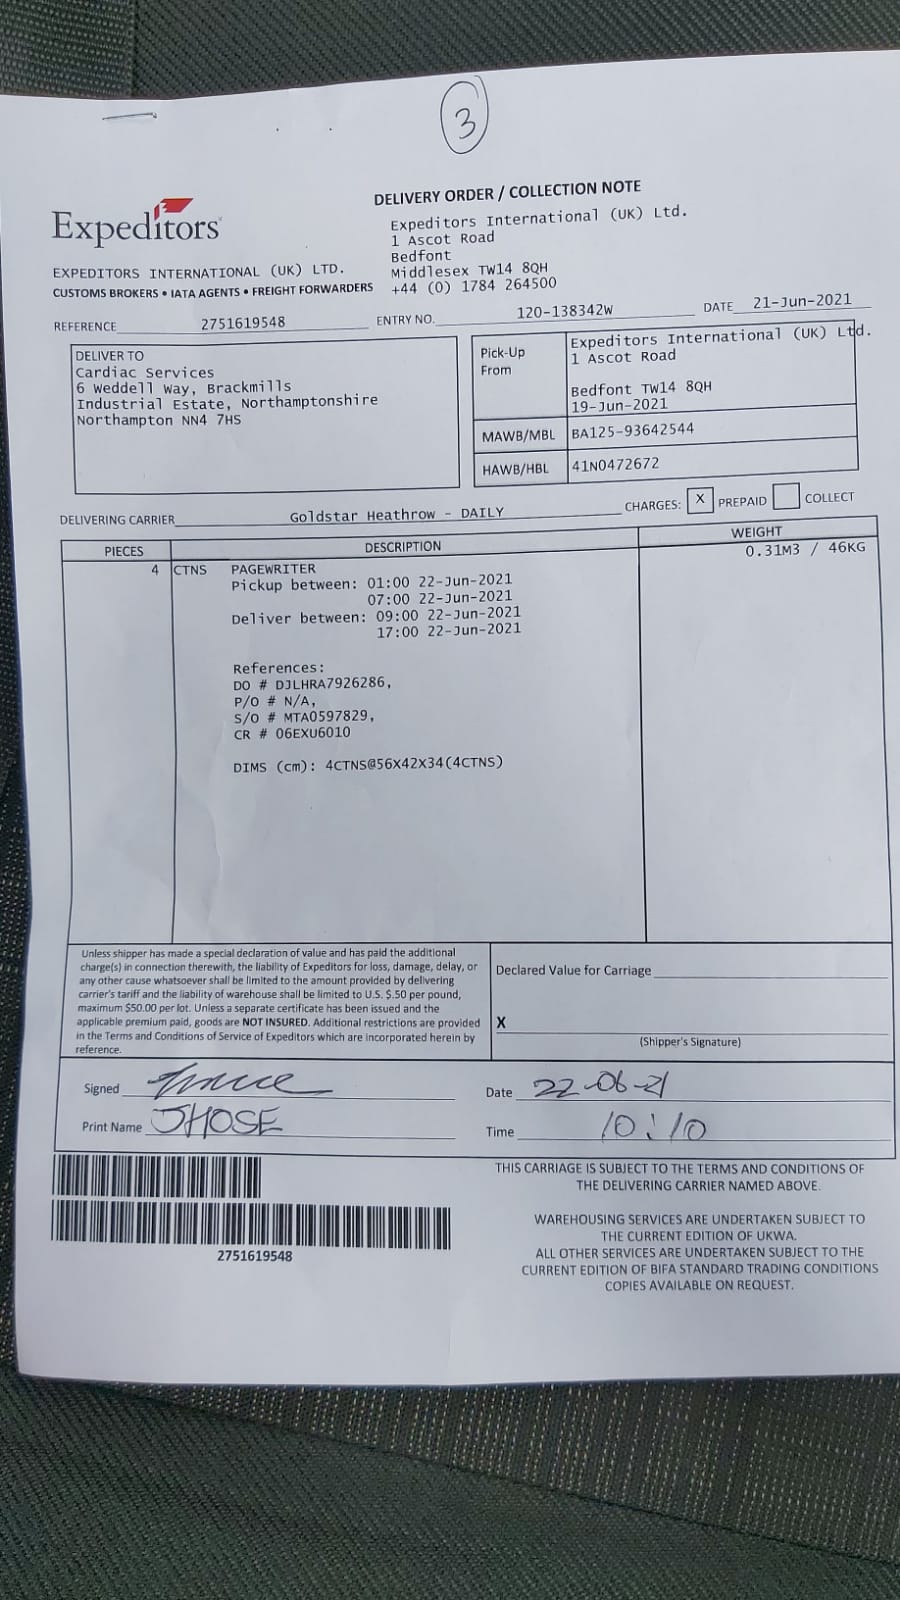 3
DELIVERY ORDER / COLLECTION NOTE
Expeditors
Expeditors International (UK) Ltd.
1 Ascot Road
Bedfont
Middlesex TW14 8QH
+44 (0) 1784 264500
EXPEDITORS INTERNATIONAL (UK) LTD.
CUSTOMS BROKERS • IATA AGENTS • FREIGHT FORWARDERS
REFERENCE 2751619548 ENTRY NO. 120-138342W DATE 21-Jun-2021
DELIVER TO
Cardiac Services
6 Weddell Way, Brackmills
Industrial Estate, Northamptonshire
Northampton NN4 7HS
Pick-Up From
Expeditors International (UK) Ltd.
1 Ascot Road
Bedfont TW14 8QH
19-Jun-2021
MAWB/MBL BA125-93642544
HAWB/HBL 41N0472672
DELIVERING CARRIER Goldstar Heathrow - DAILY CHARGES: X PREPAID COLLECT
PIECES DESCRIPTION WEIGHT
4 CTNS PAGEWRITER 0.31M3 / 46KG
Pickup between: 01:00 22-Jun-2021
07:00 22-Jun-2021
Deliver between: 09:00 22-Jun-2021
17:00 22-Jun-2021
References:
DO # DJLHRA7926286,
P/O # N/A,
S/O # MTA0597829,
CR # 06EXU6010
DIMS (cm): 4CTNS@56X42X34(4CTNS)
Unless shipper has made a special declaration of value and has paid the additional
charge(s) in connection therewith, the liability of Expeditors for loss, damage, delay, or
any other cause whatsoever shall be limited to the amount provided by delivering
carrier's tariff and the liability of warehouse shall be limited to U.S. $.50 per pound,
maximum $50.00 per lot. Unless a separate certificate has been issued and the
applicable premium paid, goods are NOT INSURED. Additional restrictions are provided
in the Terms and Conditions of Service of Expeditors which are incorporated herein by
reference.
Declared Value for Carriage
X
(Shipper's Signature)
Signed
Date 22-06-21
Print Name JHOSE
Time 10:10
2751619548
THIS CARRIAGE IS SUBJECT TO THE TERMS AND CONDITIONS OF
THE DELIVERING CARRIER NAMED ABOVE.
WAREHOUSING SERVICES ARE UNDERTAKEN SUBJECT TO
THE CURRENT EDITION OF UKWA.
ALL OTHER SERVICES ARE UNDERTAKEN SUBJECT TO THE
CURRENT EDITION OF BIFA STANDARD TRADING CONDITIONS
COPIES AVAILABLE ON REQUEST.